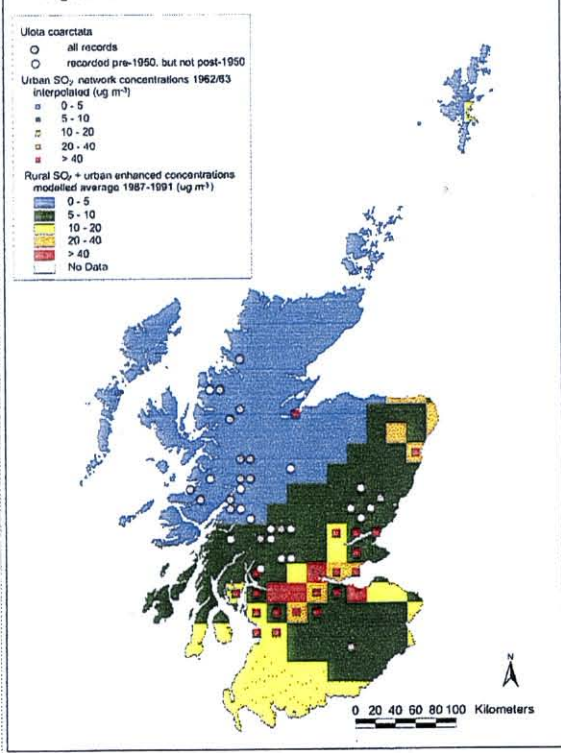 Ulota coarctata
all records
recorded pre-1950, but not post-1950
Urban SO₂ network concentrations 1962/63
interpolated (ug m⁻³)
0 - 5
5 - 10
10 - 20
20 - 40
> 40
Rural SO₂ + urban enhanced concentrations
modelled average 1987-1991 (ug m⁻³)
0 - 5
5 - 10
10 - 20
20 - 40
> 40
No Data
N
0 20 40 60 80 100 Kilometers